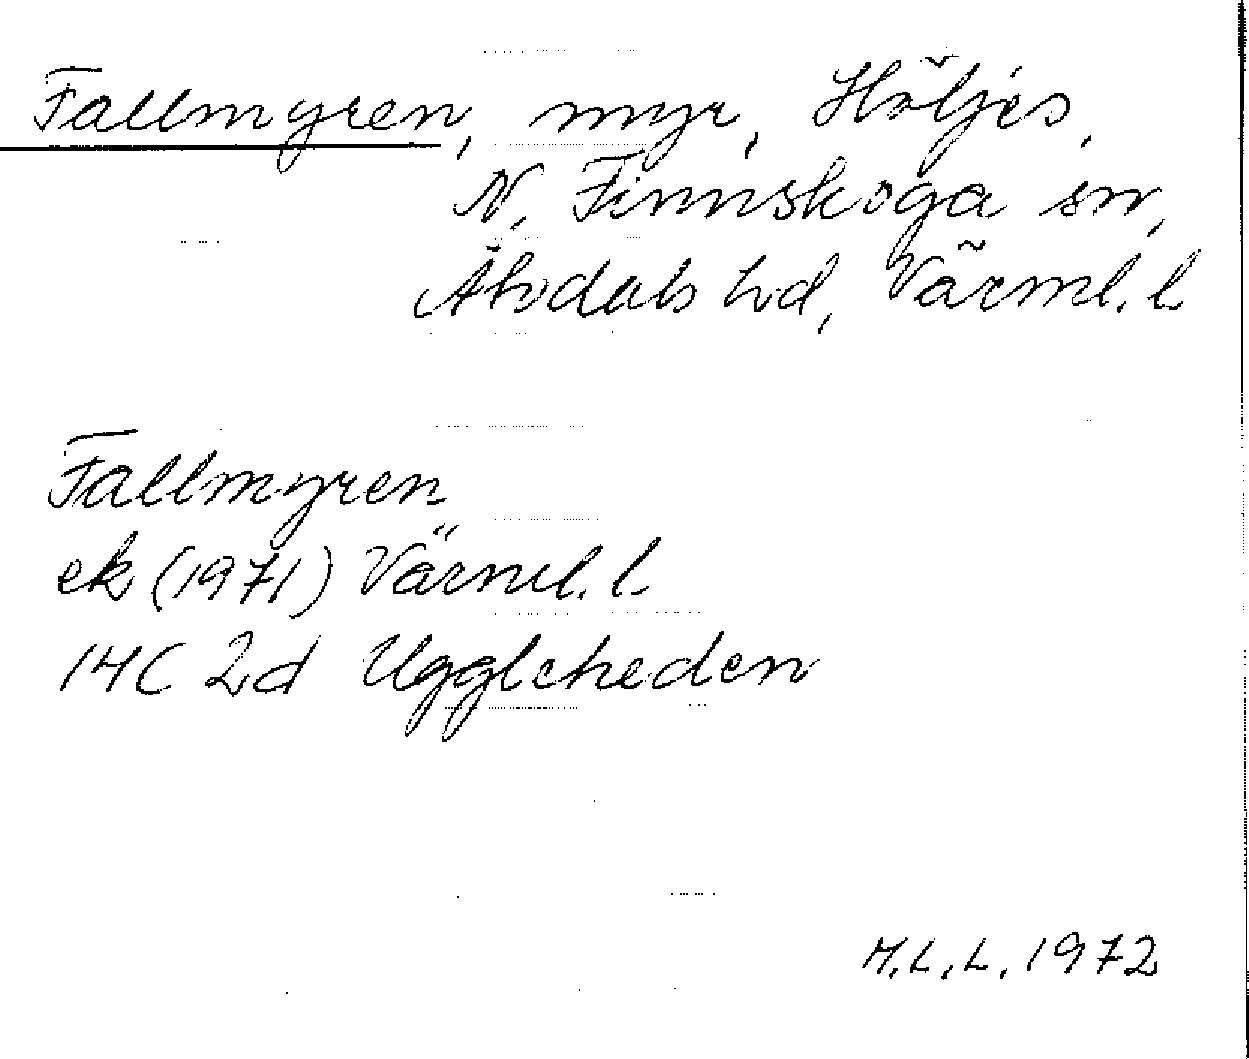 Fallmyren, myr, Höljes,
N. Finnskoga sn,
Älvdals hd, Värml. l.
Fallmyren
ek (1971) Värml. l.
14C 2d Uggleheden
M.L.L. 1972